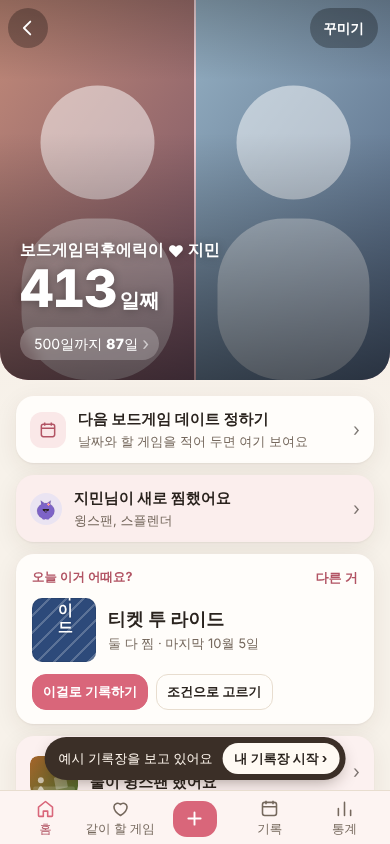 꾸미기
보드게임덕후에릭이 ♥ 지민
413일째
500일까지 87일 ›
다음 보드게임 데이트 정하기
날짜와 할 게임을 적어 두면 여기 보여요
지민님이 새로 찜했어요
윙스팬, 스플렌더
오늘 이거 어때요?
다른 거
이
드
티켓 투 라이드
둘 다 찜 · 마지막 10월 5일
이걸로 기록하기
조건으로 고르기
예시 기록장을 보고 있어요
내 기록장 시작 ›
둘이 윙스팬 했어요
홈
같이 할 게임
기록
통계